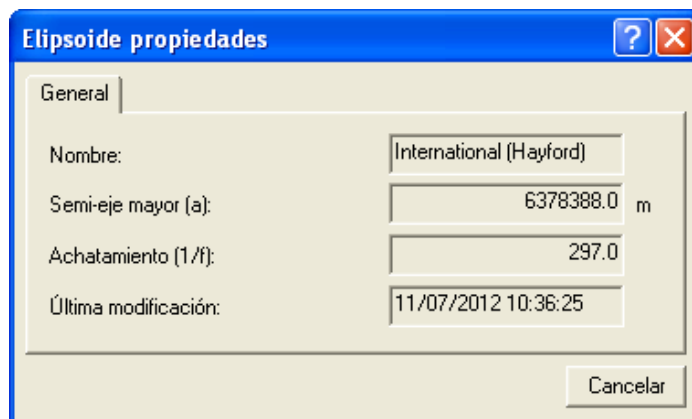 Elipsoide propiedades
General
Nombre: International (Hayford)
Semi-eje mayor (a): 6378388.0 m
Achatamiento (1/f): 297.0
Última modificación: 11/07/2012 10:36:25
Cancelar